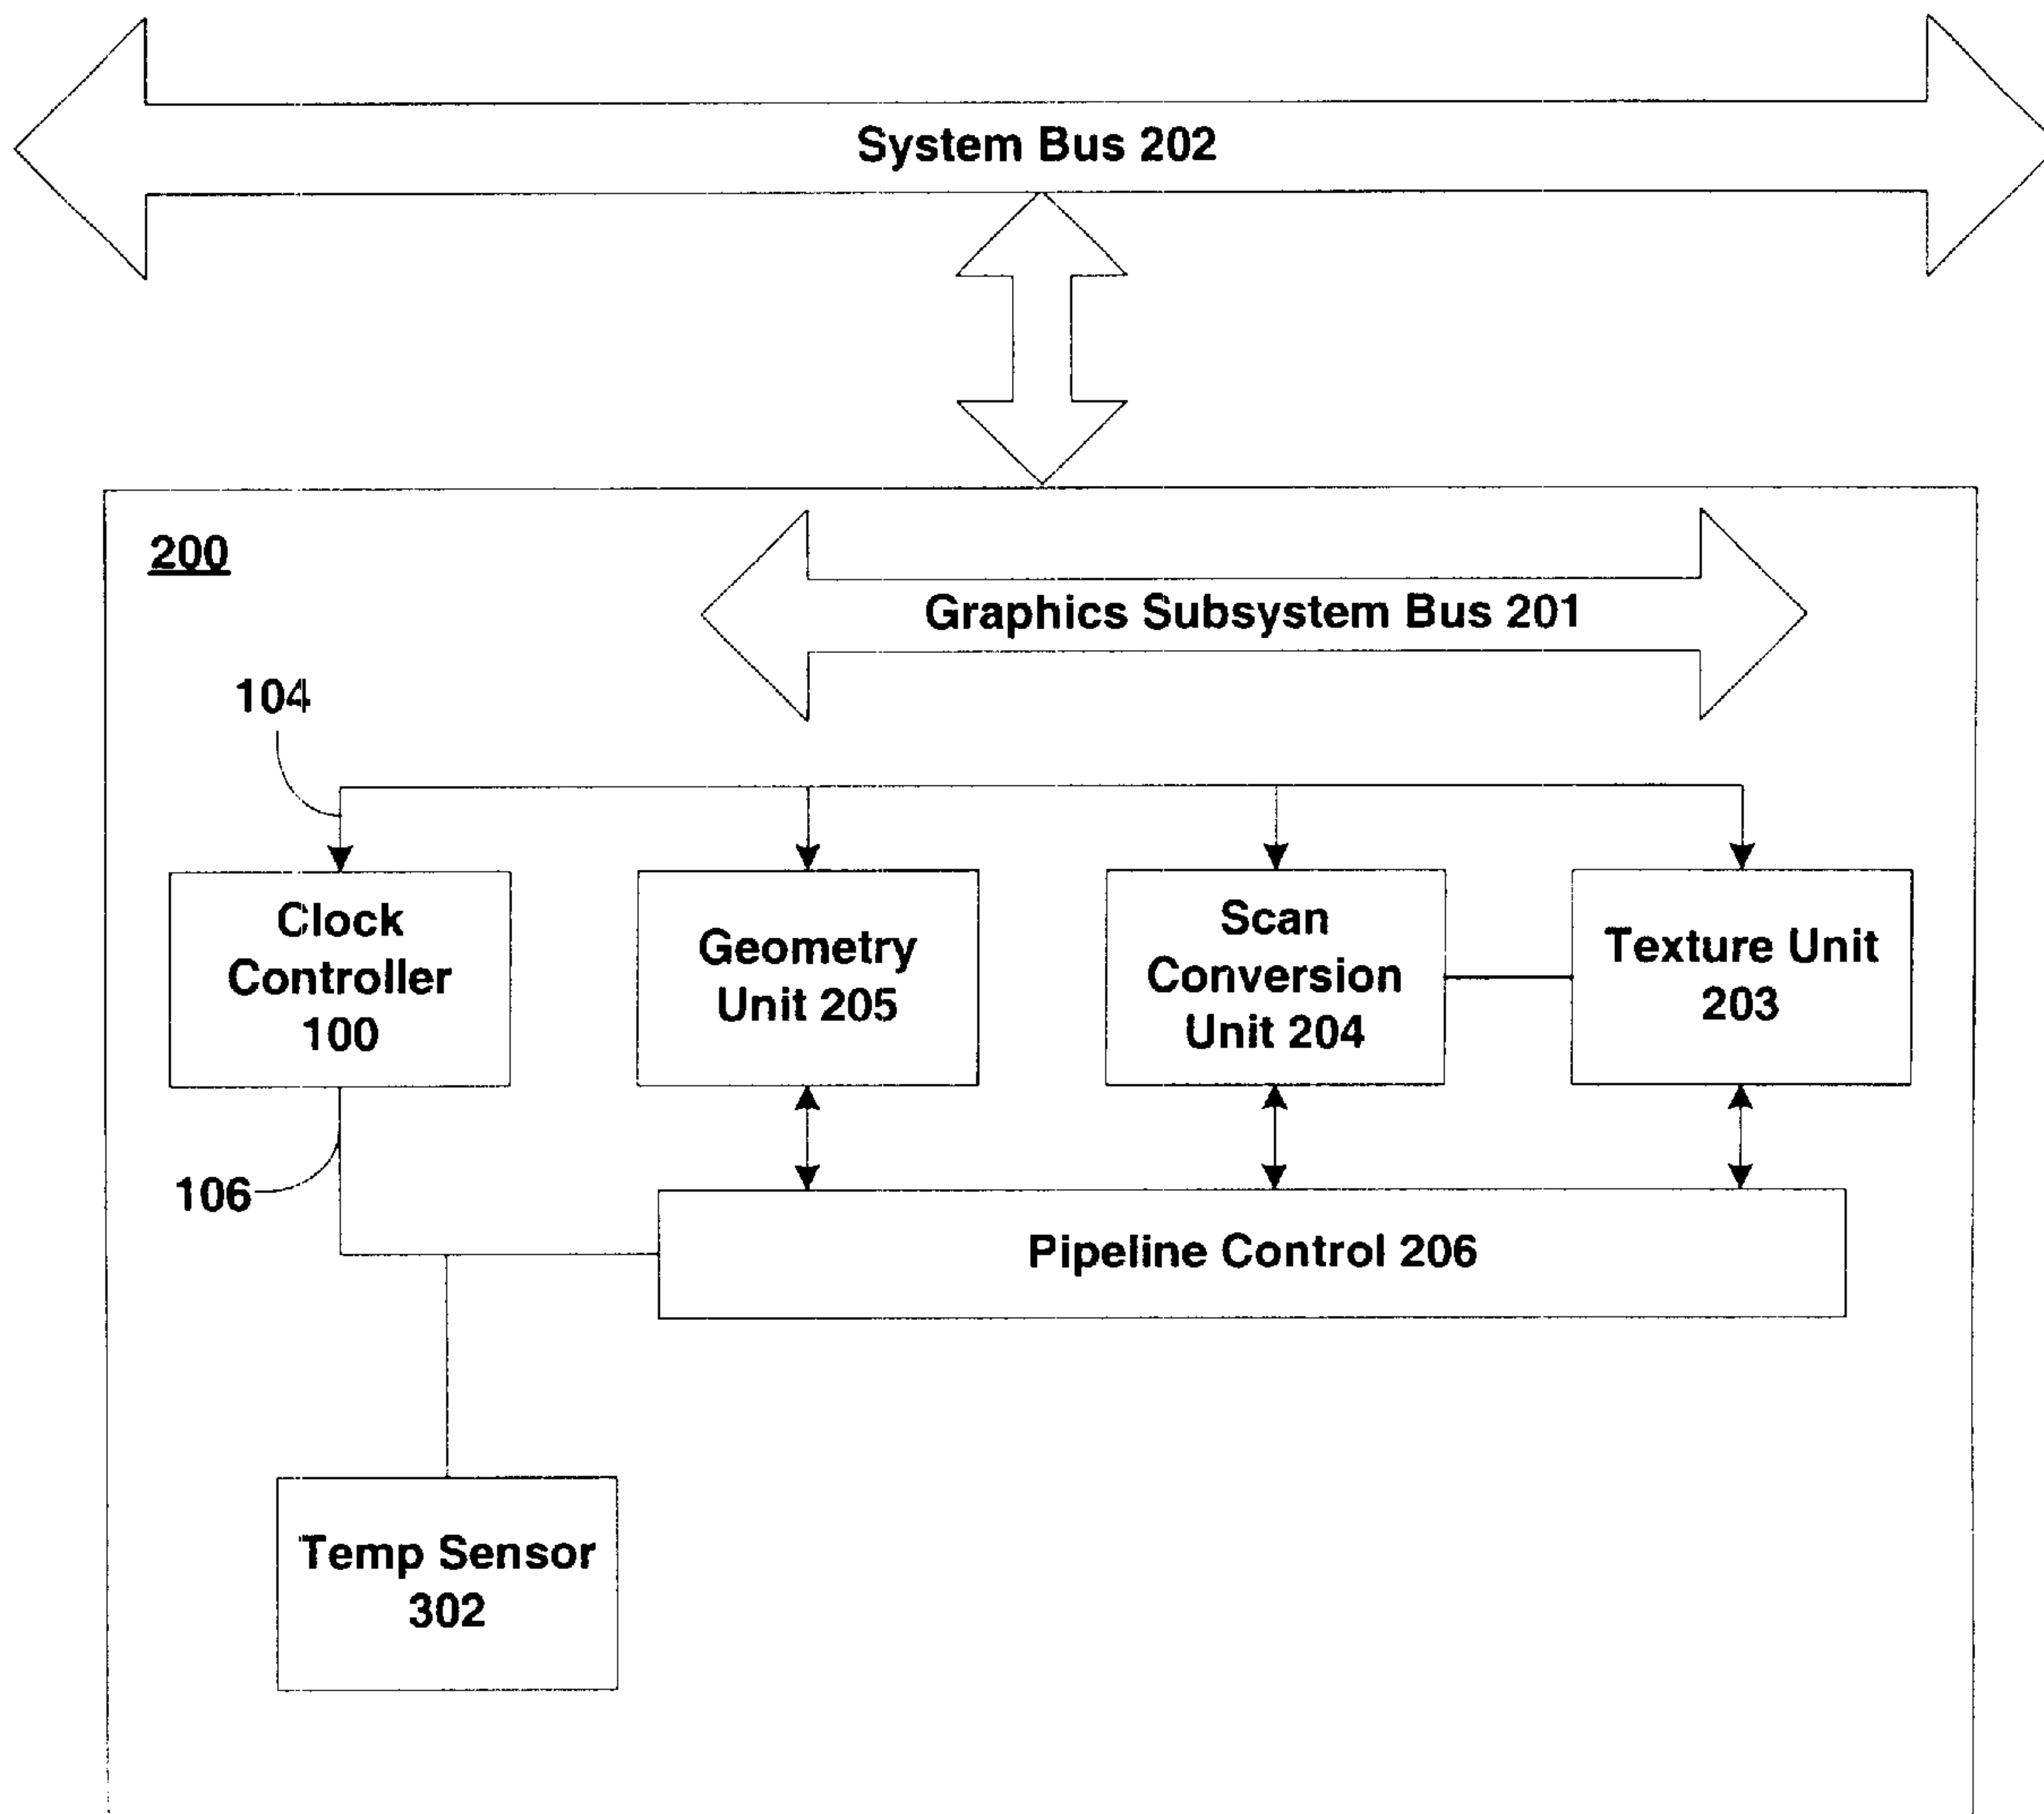 System Bus 202
200
Graphics Subsystem Bus 201
104
Clock
Controller
100
Geometry
Unit 205
Scan
Conversion
Unit 204
Texture Unit
203
106
Pipeline Control 206
Temp Sensor
302